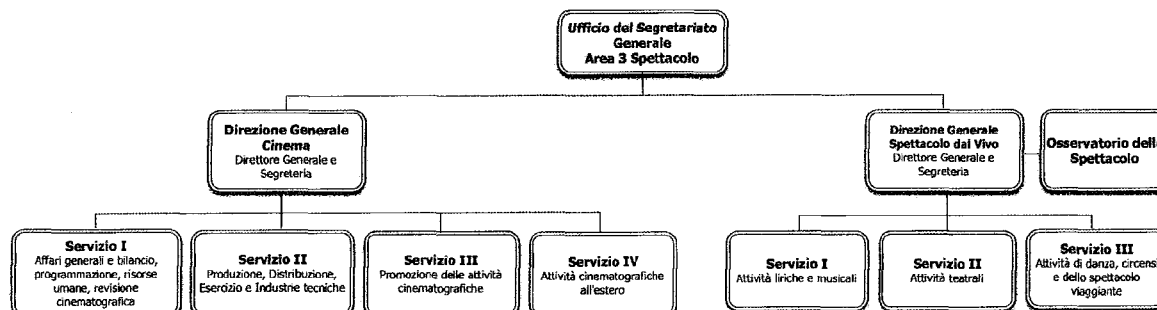 Ufficio del Segretariato
Generale
Area 3 Spettacolo
Direzione Generale
Cinema
Direttore Generale e
Segreteria
Direzione Generale
Spettacolo dal Vivo
Direttore Generale e
Segreteria
Osservatorio dello
Spettacolo
Servizio I
Affari generali e bilancio,
programmazione, risorse
umane, revisione
cinematografica
Servizio II
Produzione, Distribuzione,
Esercizio e Industrie tecniche
Servizio III
Promozione delle attività
cinematografiche
Servizio IV
Attività cinematografiche
all'estero
Servizio I
Attività liriche e musicali
Servizio II
Attività teatrali
Servizio III
Attività di danza, circensi
e dello spettacolo
viaggiante